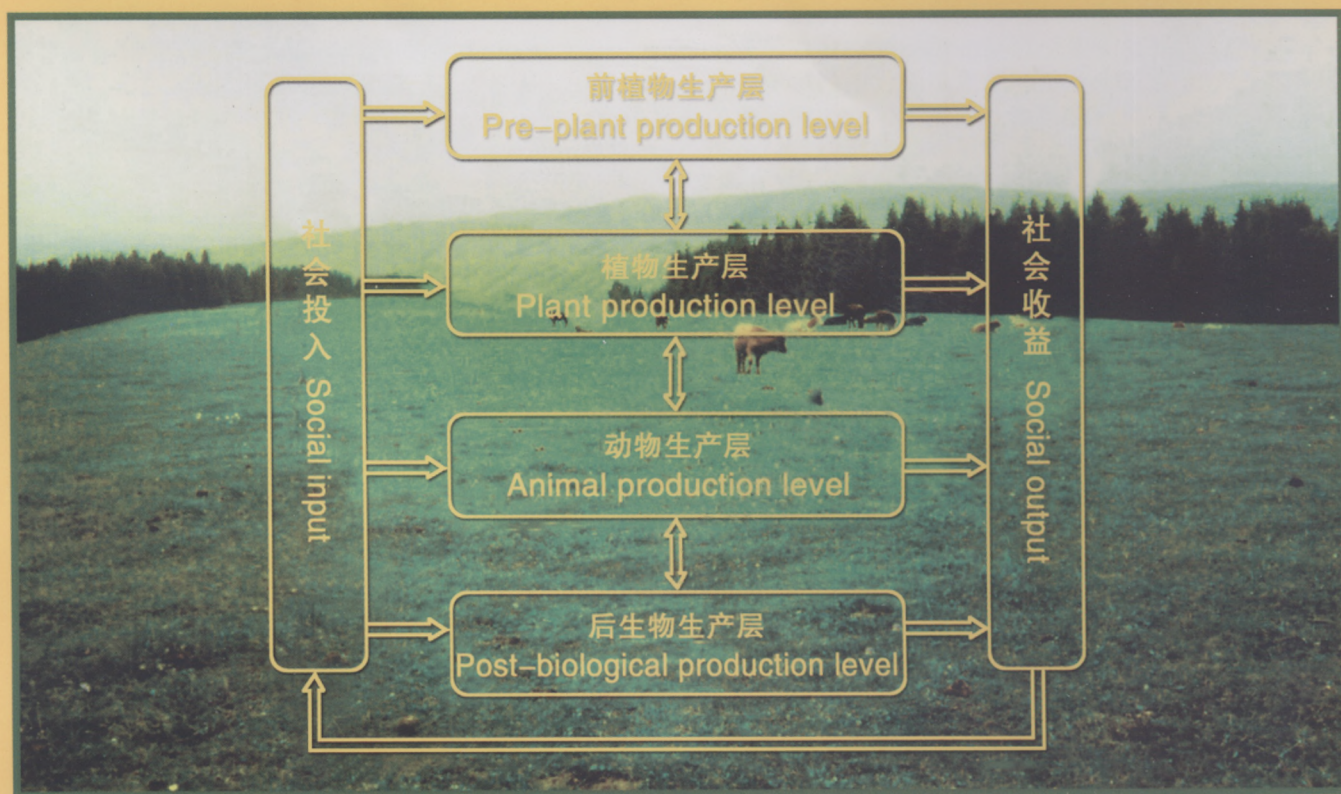 前植物生产层
Pre-plant production level
社会投入 Social input
植物生产层
Plant production level
社会收益 Social output
动物生产层
Animal production level
后生物生产层
Post-biological production level